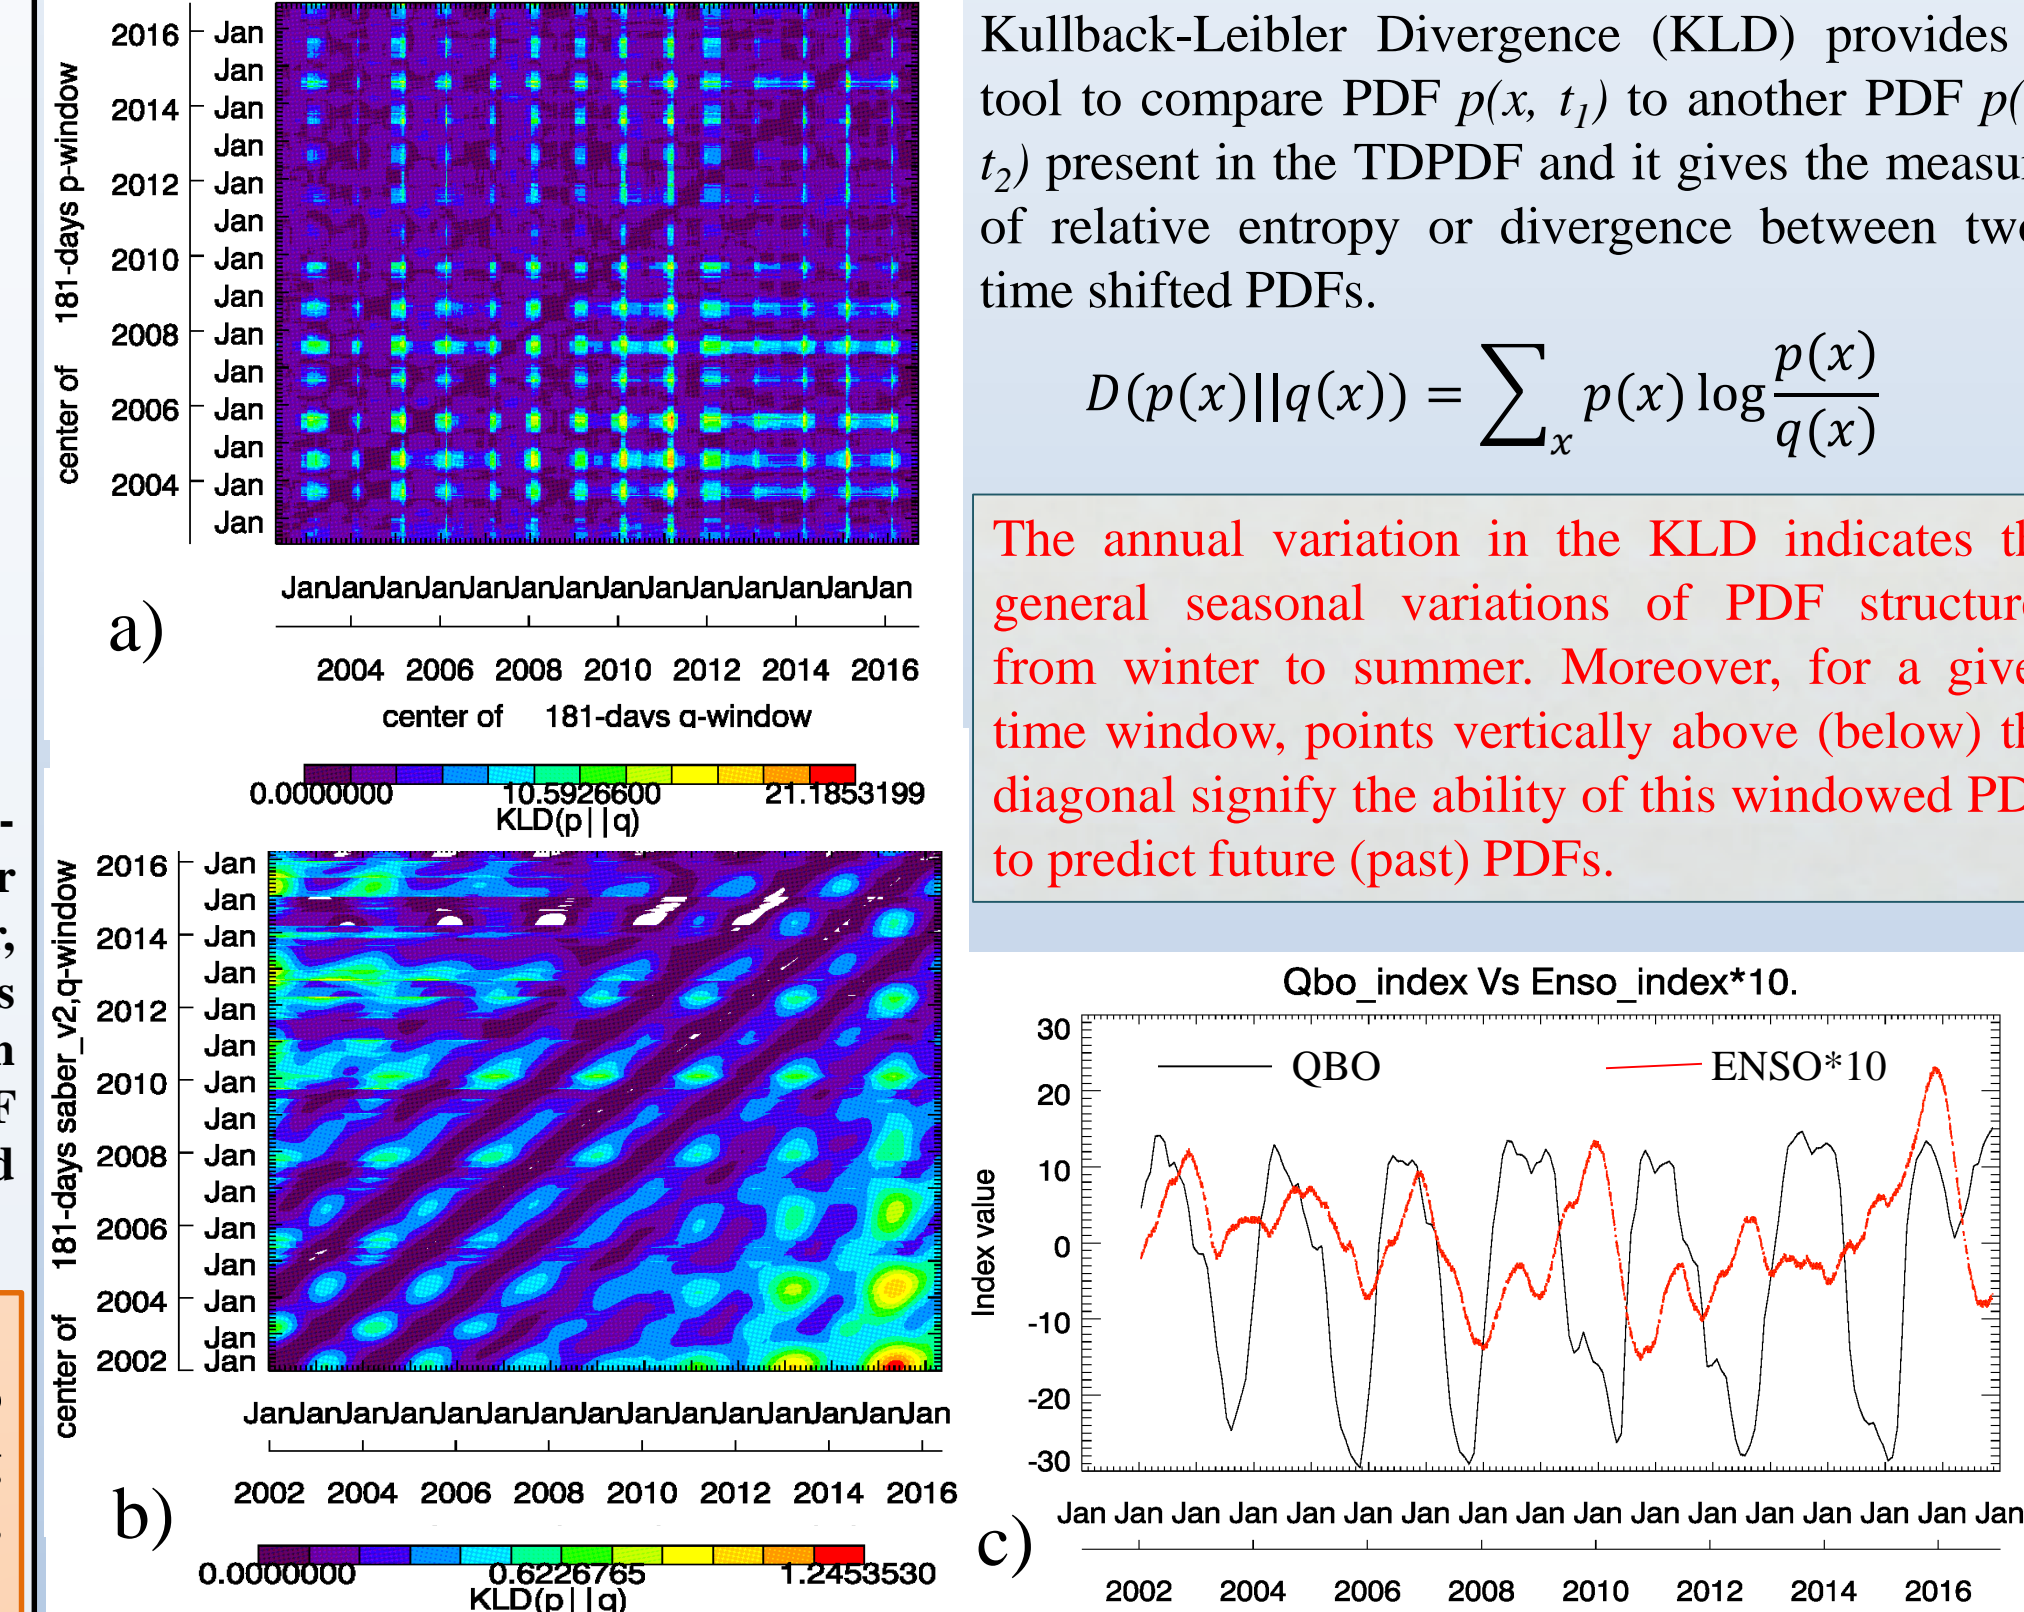 Kullback-Leibler Divergence (KLD) provides
tool to compare PDF p(x, t1) to another PDF p(
t2) present in the TDPDF and it gives the measu
of relative entropy or divergence between two
time shifted PDFs.
D(p(x)||q(x)) = ∑x p(x) log p(x)/q(x)
The annual variation in the KLD indicates th
general seasonal variations of PDF structure
from winter to summer. Moreover, for a give
time window, points vertically above (below) th
diagonal signify the ability of this windowed PD
to predict future (past) PDFs.
center of 181-days p-window
2016 Jan
Jan
2014 Jan
Jan
2012 Jan
Jan
2010 Jan
Jan
2008 Jan
Jan
2006 Jan
Jan
2004 Jan
Jan
JanJanJanJanJanJanJanJanJanJanJanJanJanJan
a)
2004 2006 2008 2010 2012 2014 2016
center of 181-days q-window
0.0000000 10.5926600 21.1853199
KLD(p||q)
center of 181-days saber_v2,q-window
2016 Jan
Jan
2014 Jan
Jan
2012 Jan
Jan
2010 Jan
Jan
2008 Jan
Jan
2006 Jan
Jan
2004 Jan
Jan
2002 Jan
JanJanJanJanJanJanJanJanJanJanJanJanJanJanJan
2002 2004 2006 2008 2010 2012 2014 2016
b)
0.0000000 0.6226765 1.2453530
KLD(p||q)
Qbo_index Vs Enso_index*10.
QBO ENSO*10
Index value
30
20
10
0
-10
-20
-30
Jan Jan Jan Jan Jan Jan Jan Jan Jan Jan Jan Jan Jan Jan Jan Jan Jan
c)
2002 2004 2006 2008 2010 2012 2014 2016